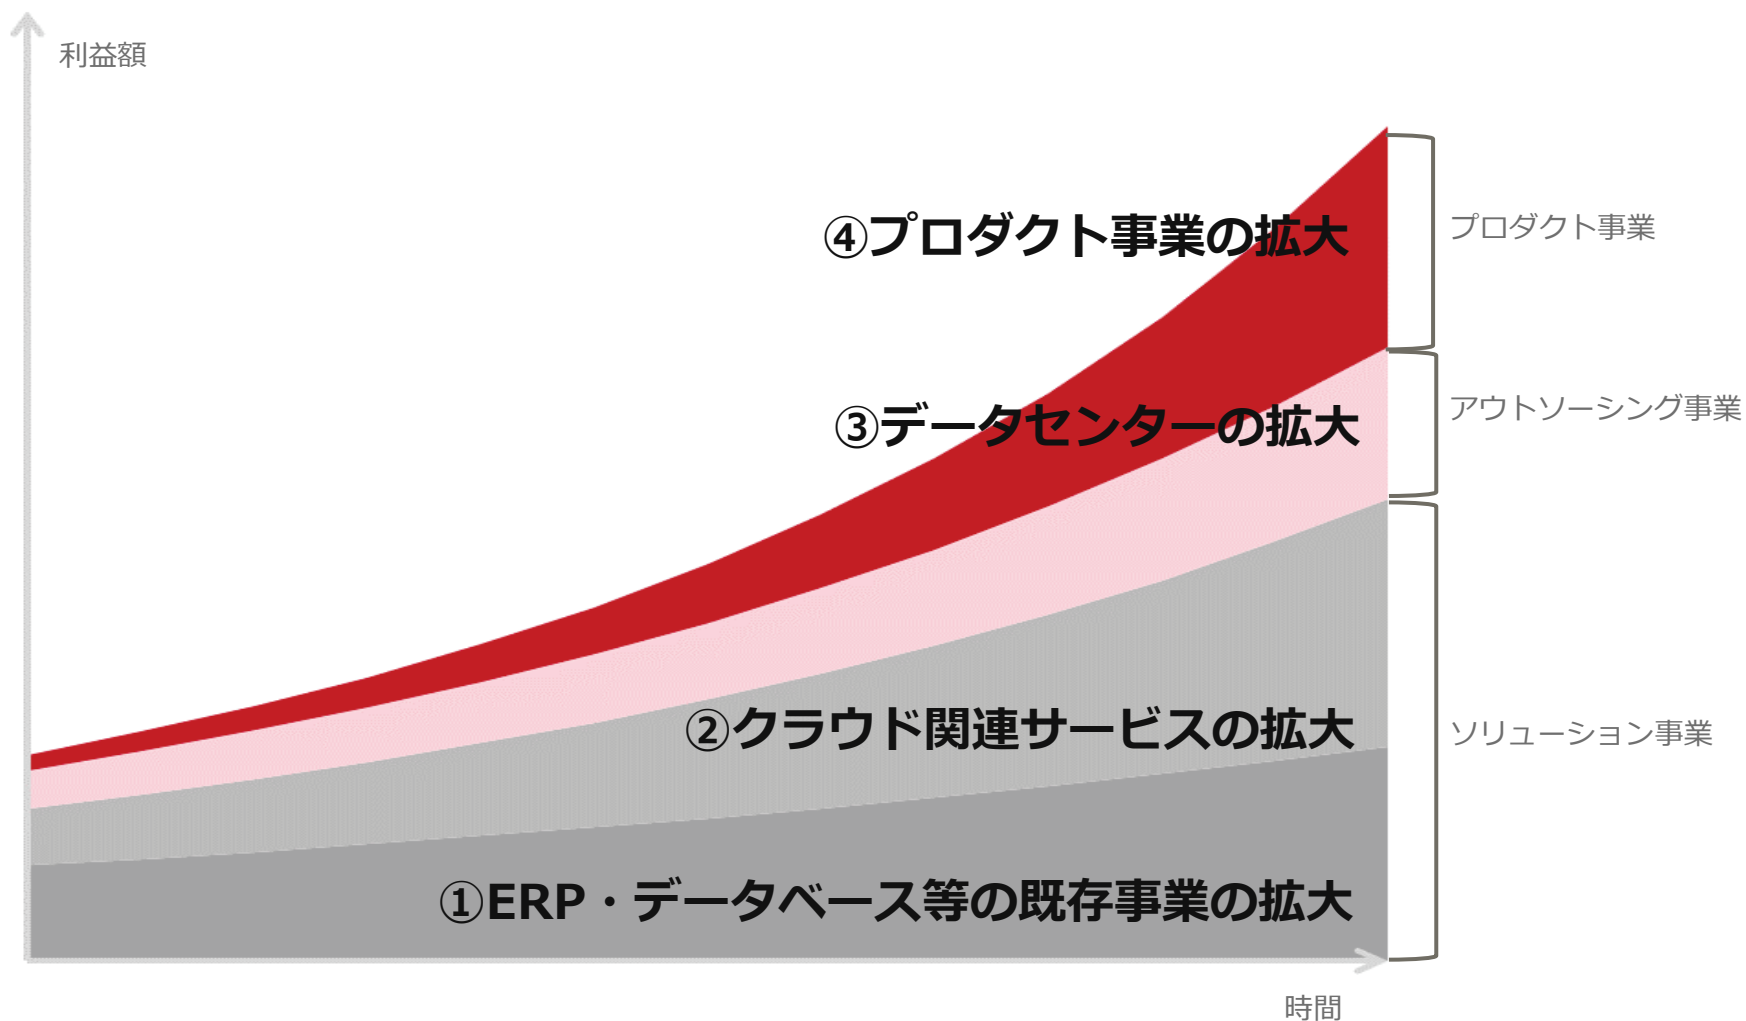 利益額
④プロダクト事業の拡大
プロダクト事業
③データセンターの拡大
アウトソーシング事業
②クラウド関連サービスの拡大
ソリューション事業
①ERP・データベース等の既存事業の拡大
時間